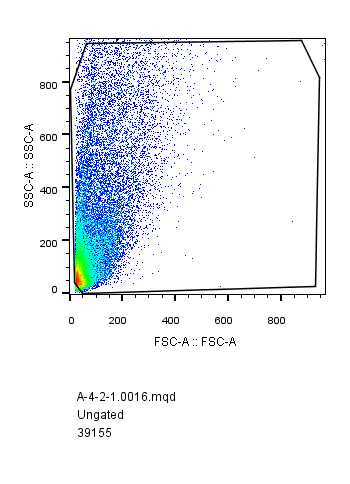 800
600
400
200
0
SSC-A :: SSC-A
0 200 400 600 800
FSC-A :: FSC-A
A-4-2-1.0016.mqd
Ungated
39155